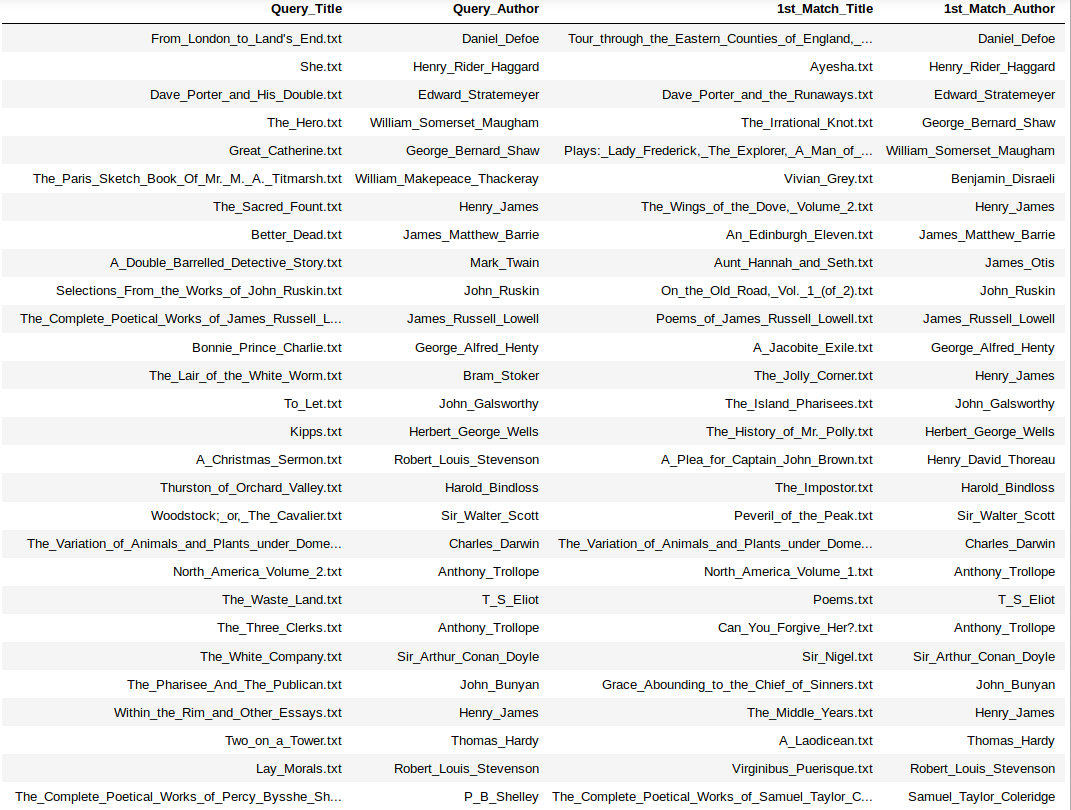 Query_Title Query_Author 1st_Match_Title 1st_Match_Author
From_London_to_Land's_End.txt Daniel_Defoe Tour_through_the_Eastern_Counties_of_England,_... Daniel_Defoe
She.txt Henry_Rider_Haggard Ayesha.txt Henry_Rider_Haggard
Dave_Porter_and_His_Double.txt Edward_Stratemeyer Dave_Porter_and_the_Runaways.txt Edward_Stratemeyer
The_Hero.txt William_Somerset_Maugham The_Irrational_Knot.txt George_Bernard_Shaw
Great_Catherine.txt George_Bernard_Shaw Plays:_Lady_Frederick,_The_Explorer,_A_Man_of_... William_Somerset_Maugham
The_Paris_Sketch_Book_Of_Mr._M._A._Titmarsh.txt William_Makepeace_Thackeray Vivian_Grey.txt Benjamin_Disraeli
The_Sacred_Fount.txt Henry_James The_Wings_of_the_Dove,_Volume_2.txt Henry_James
Better_Dead.txt James_Matthew_Barrie An_Edinburgh_Eleven.txt James_Matthew_Barrie
A_Double_Barrelled_Detective_Story.txt Mark_Twain Aunt_Hannah_and_Seth.txt James_Otis
Selections_From_the_Works_of_John_Ruskin.txt John_Ruskin On_the_Old_Road,_Vol._1_(of_2).txt John_Ruskin
The_Complete_Poetical_Works_of_James_Russell_L... James_Russell_Lowell Poems_of_James_Russell_Lowell.txt James_Russell_Lowell
Bonnie_Prince_Charlie.txt George_Alfred_Henty A_Jacobite_Exile.txt George_Alfred_Henty
The_Lair_of_the_White_Worm.txt Bram_Stoker The_Jolly_Corner.txt Henry_James
To_Let.txt John_Galsworthy The_Island_Pharisees.txt John_Galsworthy
Kipps.txt Herbert_George_Wells The_History_of_Mr._Polly.txt Herbert_George_Wells
A_Christmas_Sermon.txt Robert_Louis_Stevenson A_Plea_for_Captain_John_Brown.txt Henry_David_Thoreau
Thurston_of_Orchard_Valley.txt Harold_Bindloss The_Impostor.txt Harold_Bindloss
Woodstock;_or,_The_Cavalier.txt Sir_Walter_Scott Peveril_of_the_Peak.txt Sir_Walter_Scott
The_Variation_of_Animals_and_Plants_under_Dome... Charles_Darwin The_Variation_of_Animals_and_Plants_under_Dome... Charles_Darwin
North_America_Volume_2.txt Anthony_Trollope North_America_Volume_1.txt Anthony_Trollope
The_Waste_Land.txt T_S_Eliot Poems.txt T_S_Eliot
The_Three_Clerks.txt Anthony_Trollope Can_You_Forgive_Her?.txt Anthony_Trollope
The_White_Company.txt Sir_Arthur_Conan_Doyle Sir_Nigel.txt Sir_Arthur_Conan_Doyle
The_Pharisee_And_The_Publican.txt John_Bunyan Grace_Abounding_to_the_Chief_of_Sinners.txt John_Bunyan
Within_the_Rim_and_Other_Essays.txt Henry_James The_Middle_Years.txt Henry_James
Two_on_a_Tower.txt Thomas_Hardy A_Laodicean.txt Thomas_Hardy
Lay_Morals.txt Robert_Louis_Stevenson Virginibus_Puerisque.txt Robert_Louis_Stevenson
The_Complete_Poetical_Works_of_Percy_Bysshe_Sh... P_B_Shelley The_Complete_Poetical_Works_of_Samuel_Taylor_C... Samuel_Taylor_Coleridge